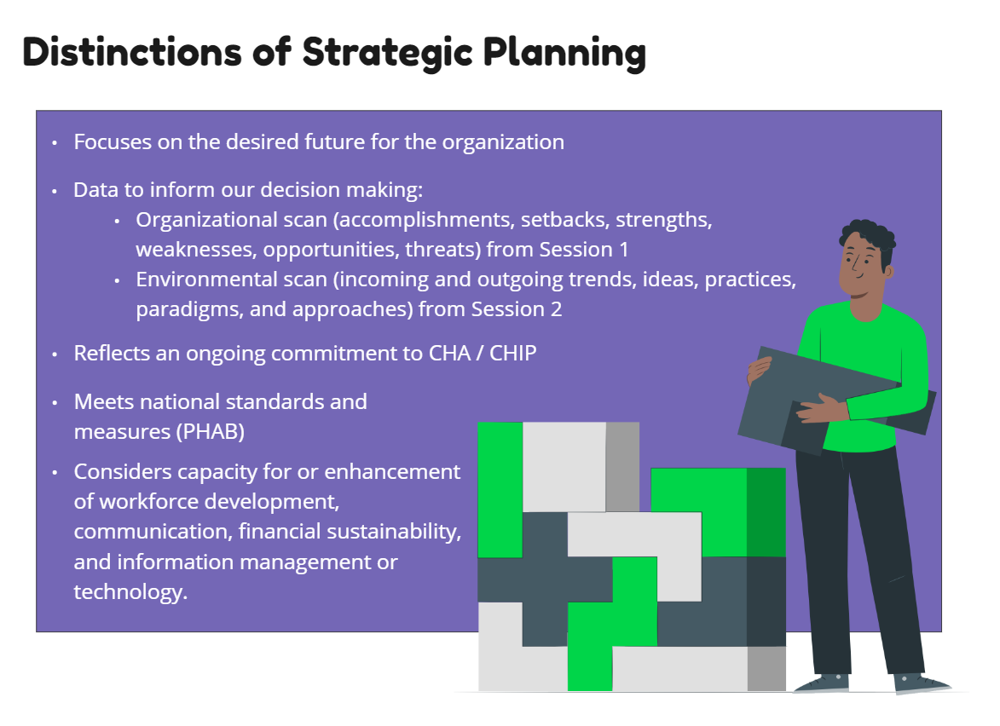 Distinctions of Strategic Planning
• Focuses on the desired future for the organization
• Data to inform our decision making:
• Organizational scan (accomplishments, setbacks, strengths,
weaknesses, opportunities, threats) from Session 1
• Environmental scan (incoming and outgoing trends, ideas, practices,
paradigms, and approaches) from Session 2
• Reflects an ongoing commitment to CHA / CHIP
• Meets national standards and
measures (PHAB)
• Considers capacity for or enhancement
of workforce development,
communication, financial sustainability,
and information management or
technology.